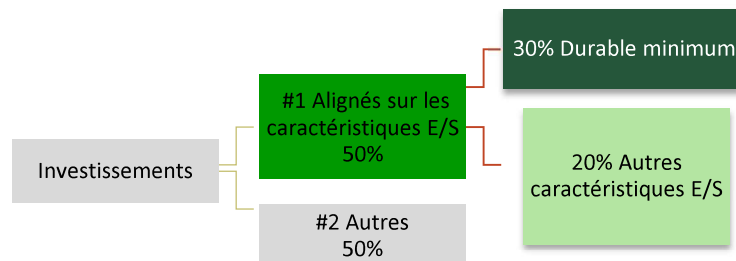 Investissements
#1 Alignés sur les
caractéristiques E/S
50%
#2 Autres
50%
30% Durable minimum
20% Autres
caractéristiques E/S